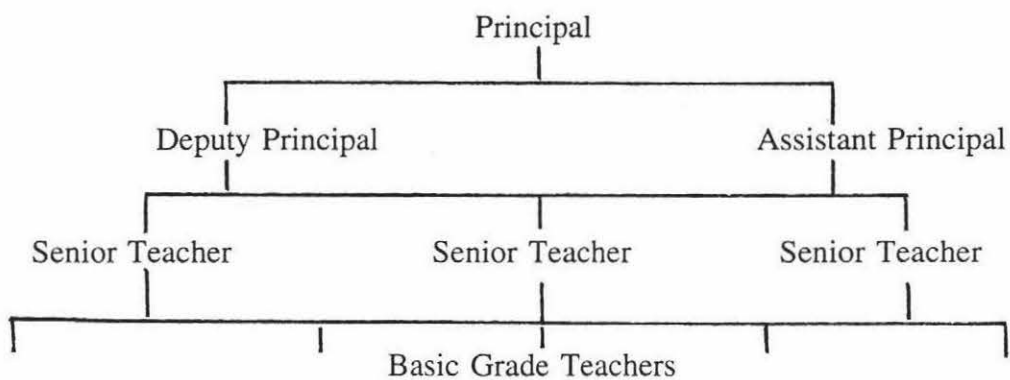 Principal
Deputy Principal Assistant Principal
Senior Teacher Senior Teacher Senior Teacher
Basic Grade Teachers